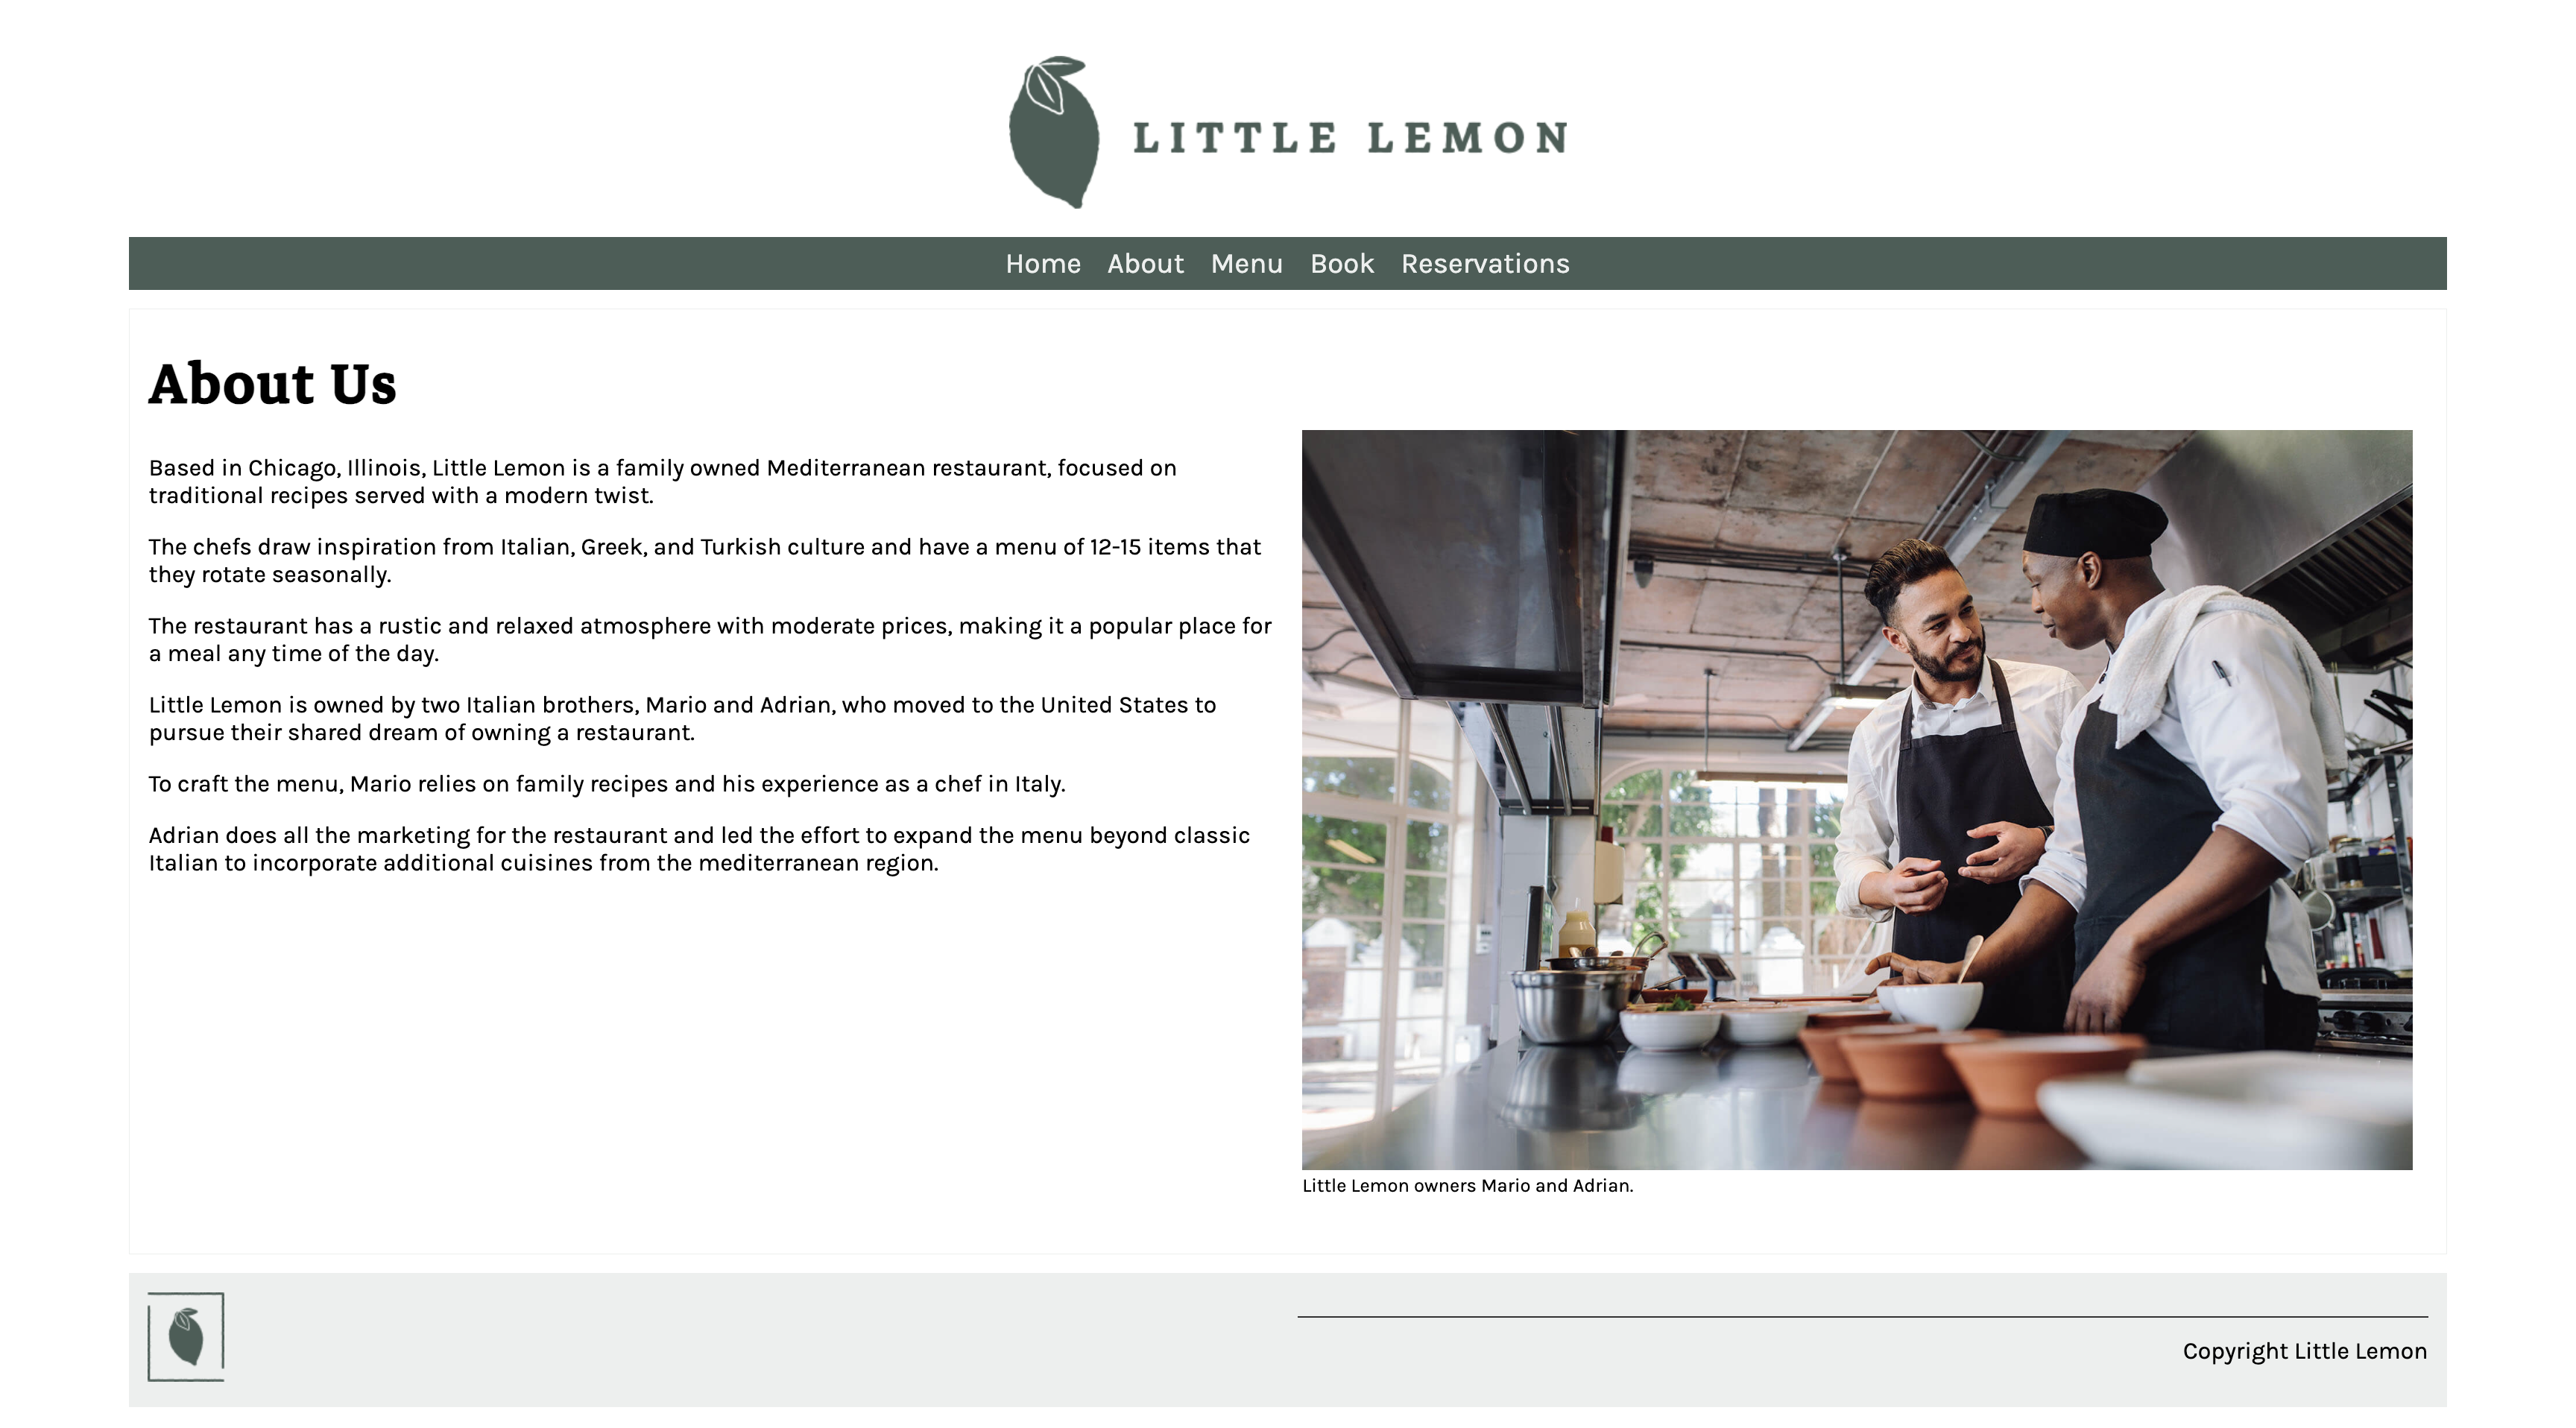 LITTLE LEMON
Home About Menu Book Reservations
About Us
Based in Chicago, Illinois, Little Lemon is a family owned Mediterranean restaurant, focused on
traditional recipes served with a modern twist.
The chefs draw inspiration from Italian, Greek, and Turkish culture and have a menu of 12-15 items that
they rotate seasonally.
The restaurant has a rustic and relaxed atmosphere with moderate prices, making it a popular place for
a meal any time of the day.
Little Lemon is owned by two Italian brothers, Mario and Adrian, who moved to the United States to
pursue their shared dream of owning a restaurant.
To craft the menu, Mario relies on family recipes and his experience as a chef in Italy.
Adrian does all the marketing for the restaurant and led the effort to expand the menu beyond classic
Italian to incorporate additional cuisines from the mediterranean region.
Little Lemon owners Mario and Adrian.
Copyright Little Lemon